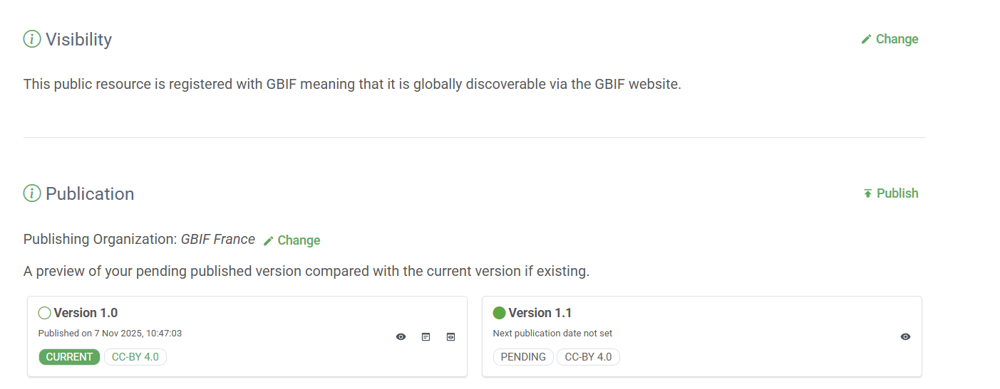 Visibility
Change
This public resource is registered with GBIF meaning that it is globally discoverable via the GBIF website.
Publication
Publish
Publishing Organization: GBIF France Change
A preview of your pending published version compared with the current version if existing.
Version 1.0
Published on 7 Nov 2025, 10:47:03
CURRENT CC-BY 4.0
Version 1.1
Next publication date not set
PENDING CC-BY 4.0